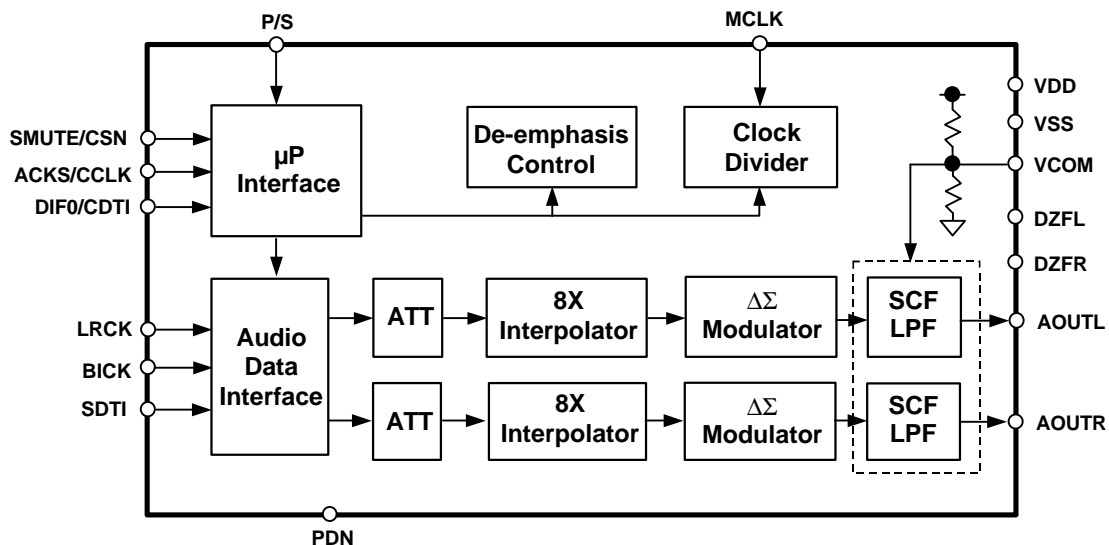 P/S
MCLK
VDD
VSS
VCOM
DZFL
DZFR
AOUTL
AOUTR
SMUTE/CSN
ACKS/CCLK
DIF0/CDTI
µP
Interface
De-emphasis
Control
Clock
Divider
LRCK
BICK
SDTI
Audio
Data
Interface
ATT
8X
Interpolator
ΔΣ
Modulator
SCF
LPF
ATT
8X
Interpolator
ΔΣ
Modulator
SCF
LPF
PDN